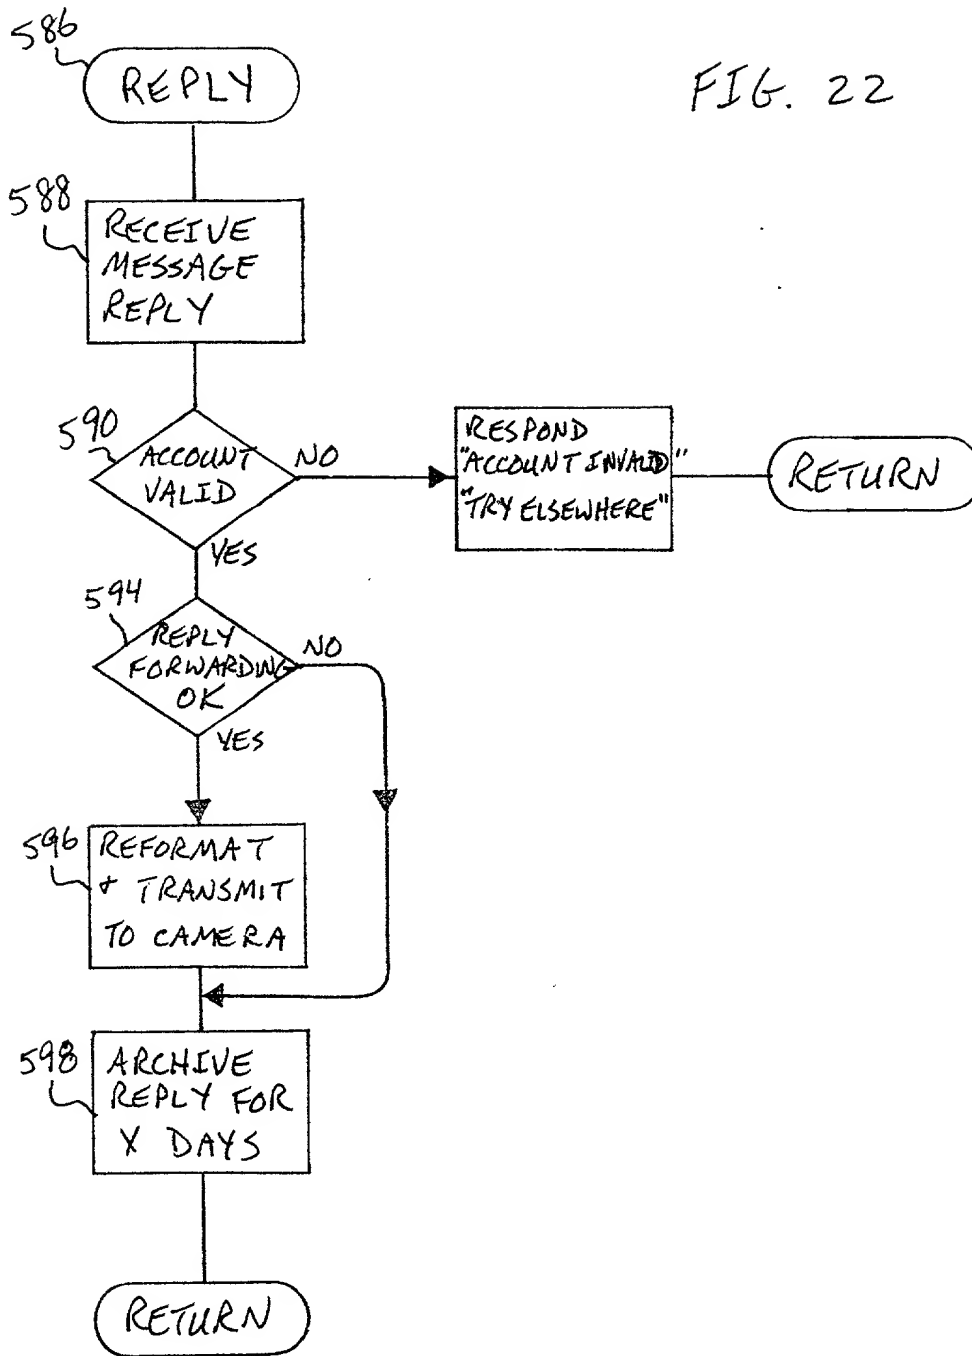 586
REPLY
FIG. 22
588
RECEIVE
MESSAGE
REPLY
590
ACCOUNT
VALID
NO
RESPOND
"ACCOUNT INVALID"
"TRY ELSEWHERE"
RETURN
YES
594
REPLY
FORWARDING
OK
NO
YES
596
REFORMAT
& TRANSMIT
TO CAMERA
598
ARCHIVE
REPLY FOR
X DAYS
RETURN